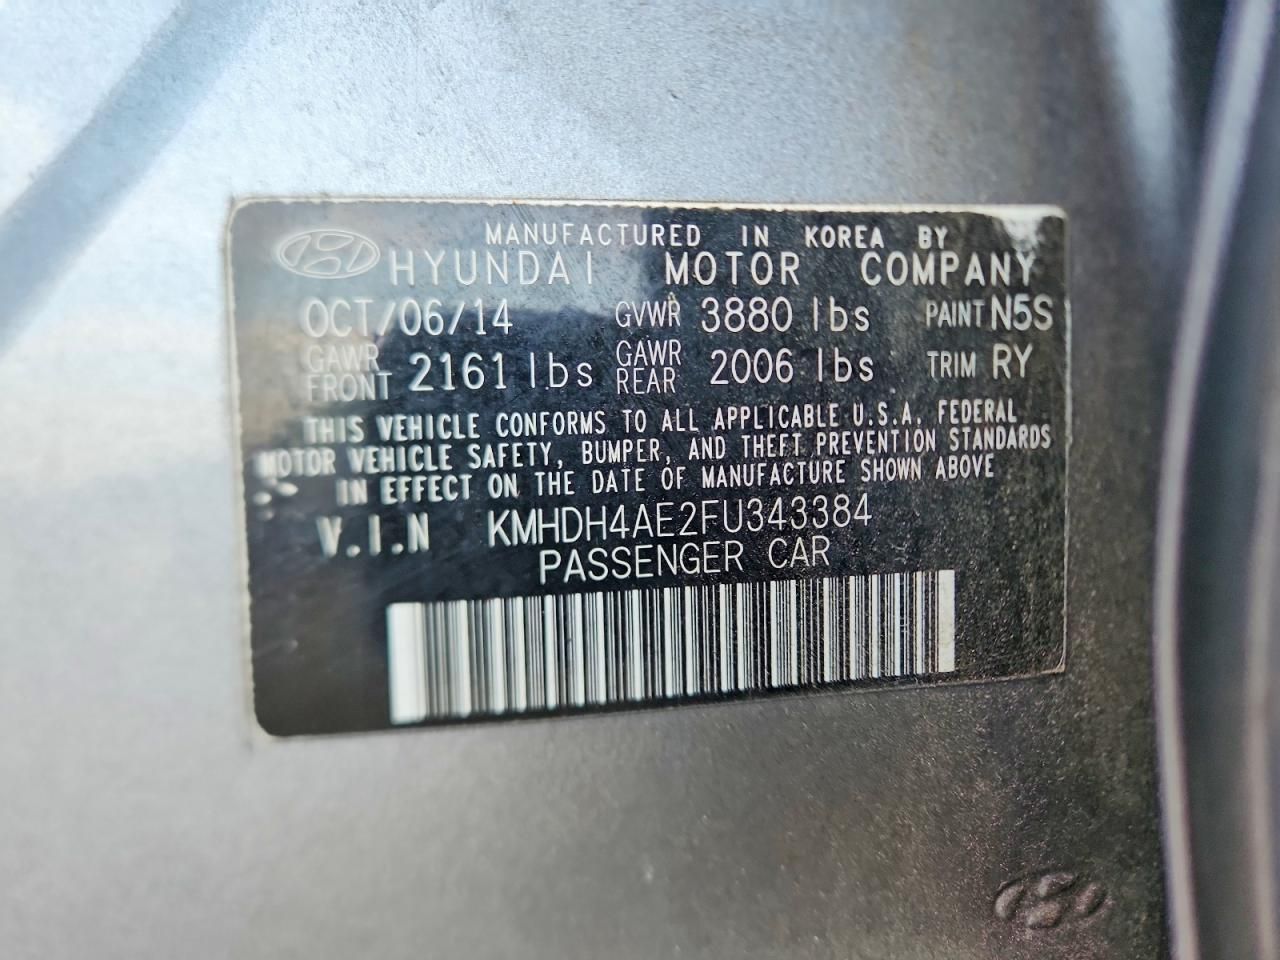 MANUFACTURED IN KOREA BY
HYUNDAI MOTOR COMPANY
OCT/06/14 GVWR 3880 lbs PAINT N5S
GAWR FRONT 2161 lbs GAWR REAR 2006 lbs TRIM RY
THIS VEHICLE CONFORMS TO ALL APPLICABLE U.S.A. FEDERAL
MOTOR VEHICLE SAFETY, BUMPER, AND THEFT PREVENTION STANDARDS
IN EFFECT ON THE DATE OF MANUFACTURE SHOWN ABOVE
V.I.N KMHDH4AE2FU343384
PASSENGER CAR